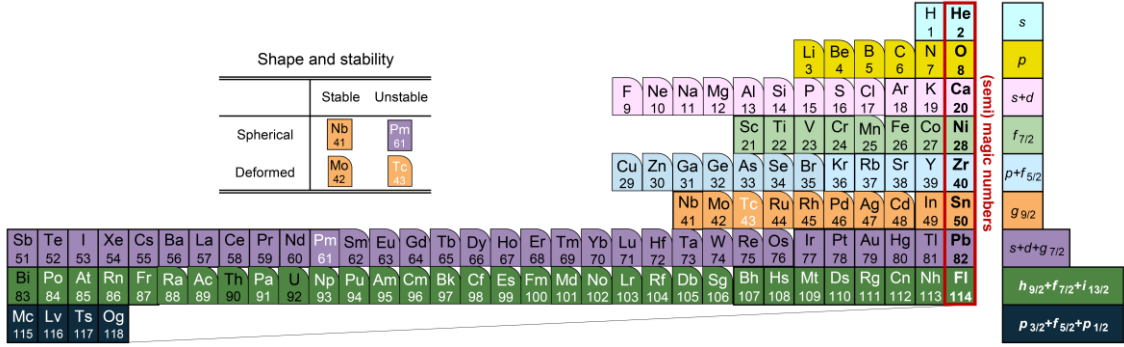 H He
1 2
s
Shape and stability
Stable Unstable
Spherical Nb Pm
41 61
Deformed Mo Tc
42 43
Li Be B C N O
3 4 5 6 7 8
p
F Ne Na Mg Al Si P S Cl Ar K Ca
9 10 11 12 13 14 15 16 17 18 19 20
s+d
Sc Ti V Cr Mn Fe Co Ni
21 22 23 24 25 26 27 28
f7/2
Cu Zn Ga Ge As Se Br Kr Rb Sr Y Zr
29 30 31 32 33 34 35 36 37 38 39 40
p+f5/2
Nb Mo Tc Ru Rh Pd Ag Cd In Sn
41 42 43 44 45 46 47 48 49 50
g9/2
(semi) magic numbers
Sb Te I Xe Cs Ba La Ce Pr Nd Pm Sm Eu Gd Tb Dy Ho Er Tm Yb Lu Hf Ta W Re Os Ir Pt Au Hg Tl Pb
51 52 53 54 55 56 57 58 59 60 61 62 63 64 65 66 67 68 69 70 71 72 73 74 75 76 77 78 79 80 81 82
s+d+g7/2
Bi Po At Rn Fr Ra Ac Th Pa U Np Pu Am Cm Bk Cf Es Fm Md No Lr Rf Db Sg Bh Hs Mt Ds Rg Cn Nh Fl
83 84 85 86 87 88 89 90 91 92 93 94 95 96 97 98 99 100 101 102 103 104 105 106 107 108 109 110 111 112 113 114
h9/2+f7/2+i13/2
Mc Lv Ts Og
115 116 117 118
p3/2+f5/2+p1/2